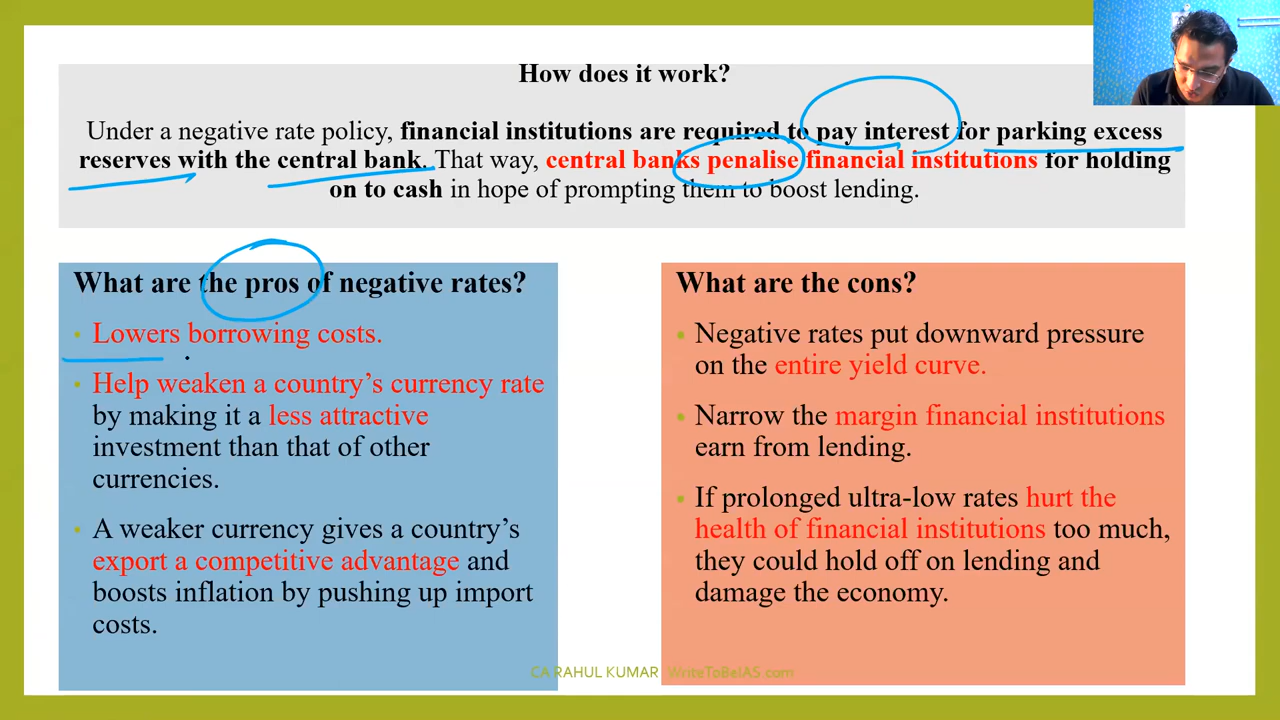 How does it work?
Under a negative rate policy, financial institutions are required to pay interest for parking excess
reserves with the central bank. That way, central banks penalise financial institutions for holding
on to cash in hope of prompting them to boost lending.
What are the pros of negative rates?
• Lowers borrowing costs.
• Help weaken a country’s currency rate
by making it a less attractive
investment than that of other
currencies.
• A weaker currency gives a country’s
export a competitive advantage and
boosts inflation by pushing up import
costs.
What are the cons?
• Negative rates put downward pressure
on the entire yield curve.
• Narrow the margin financial institutions
earn from lending.
• If prolonged ultra-low rates hurt the
health of financial institutions too much,
they could hold off on lending and
damage the economy.
CA RAHUL KUMAR WriteToBeIAS.com